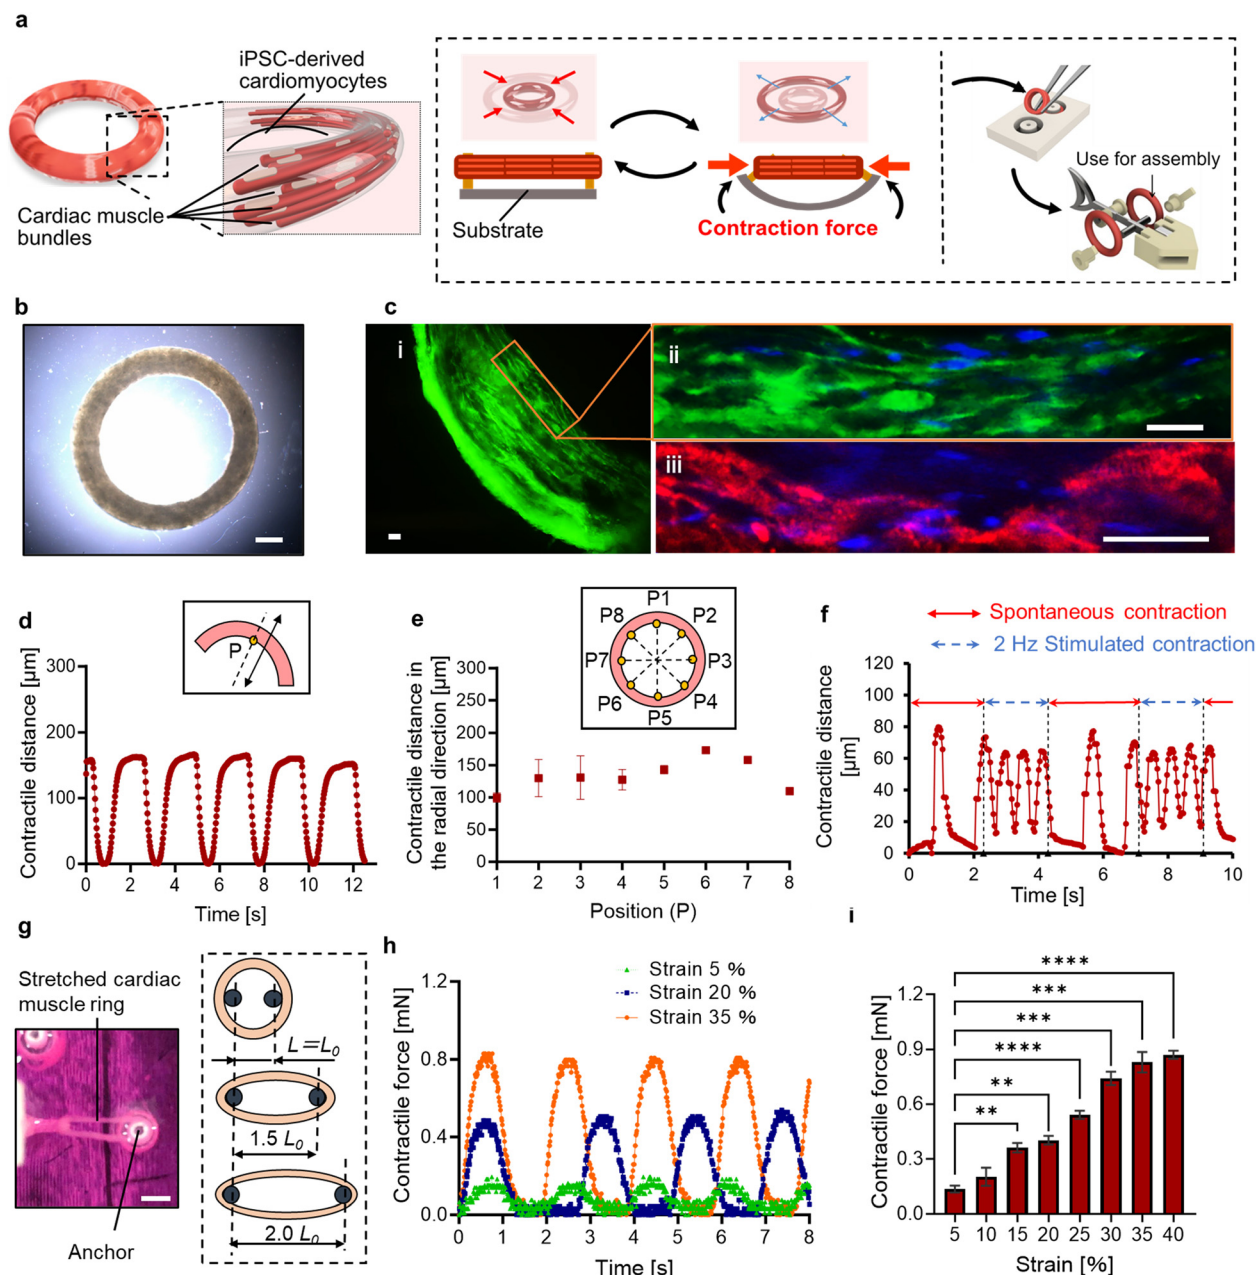 a
iPSC-derived
cardiomyocytes
Cardiac muscle
bundles
Substrate
Contraction force
Use for assembly
b
c
i
ii
iii
d
P
Contractile distance [µm]
300
200
100
0
0 2 4 6 8 10 12
Time [s]
e
P1
P2
P3
P4
P5
P6
P7
P8
Contractile distance in
the radial direction [µm]
300
250
200
150
100
50
0
1 2 3 4 5 6 7 8
Position (P)
f
Spontaneous contraction
2 Hz Stimulated contraction
Contractile distance
[µm]
120
100
80
60
40
20
0
0 2 4 6 8 10
Time [s]
g
Stretched cardiac
muscle ring
Anchor
L=L0
1.5 L0
2.0 L0
h
Strain 5 %
Strain 20 %
Strain 35 %
Contractile force [mN]
1.2
0.8
0.4
0.0
0 1 2 3 4 5 6 7 8
Time [s]
i
****
***
***
****
**
**
Contractile force [mN]
1.2
0.9
0.6
0.3
0.0
5 10 15 20 25 30 35 40
Strain [%]